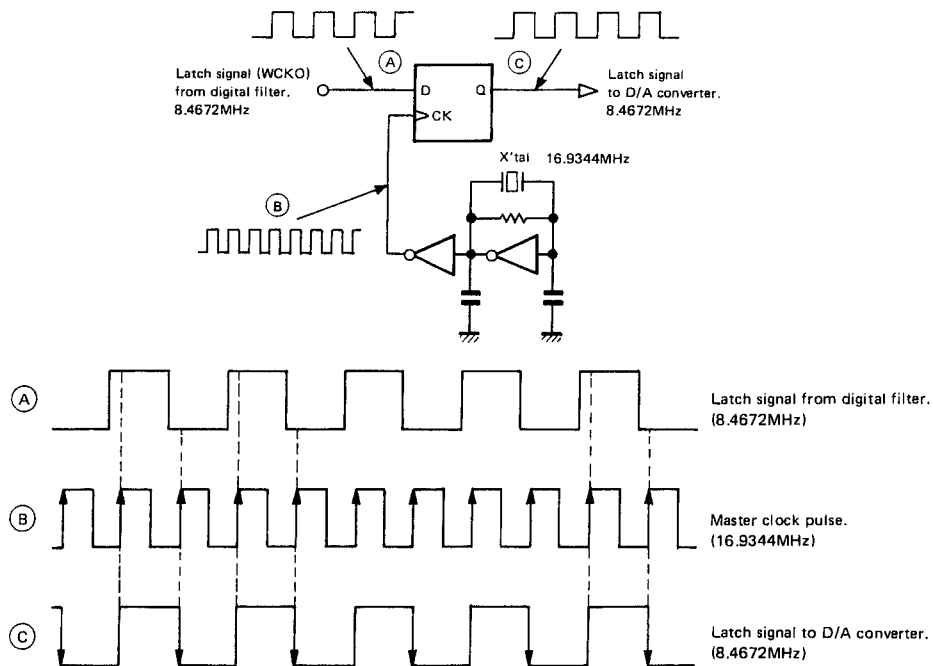 A
C
Latch signal (WCKO)
from digital filter.
8.4672MHz
D
Q
CK
Latch signal
to D/A converter.
8.4672MHz
X'tal 16.9344MHz
B
A
Latch signal from digital filter.
(8.4672MHz)
B
Master clock pulse.
(16.9344MHz)
C
Latch signal to D/A converter.
(8.4672MHz)